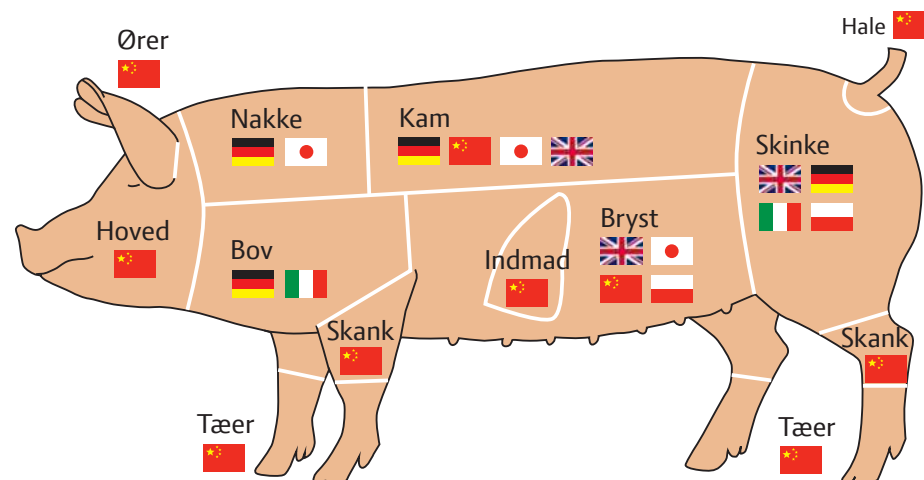 Hale
Ører
Nakke
Kam
Skinke
Hoved
Bov
Indmad
Bryst
Skank
Skank
Tæer
Tæer